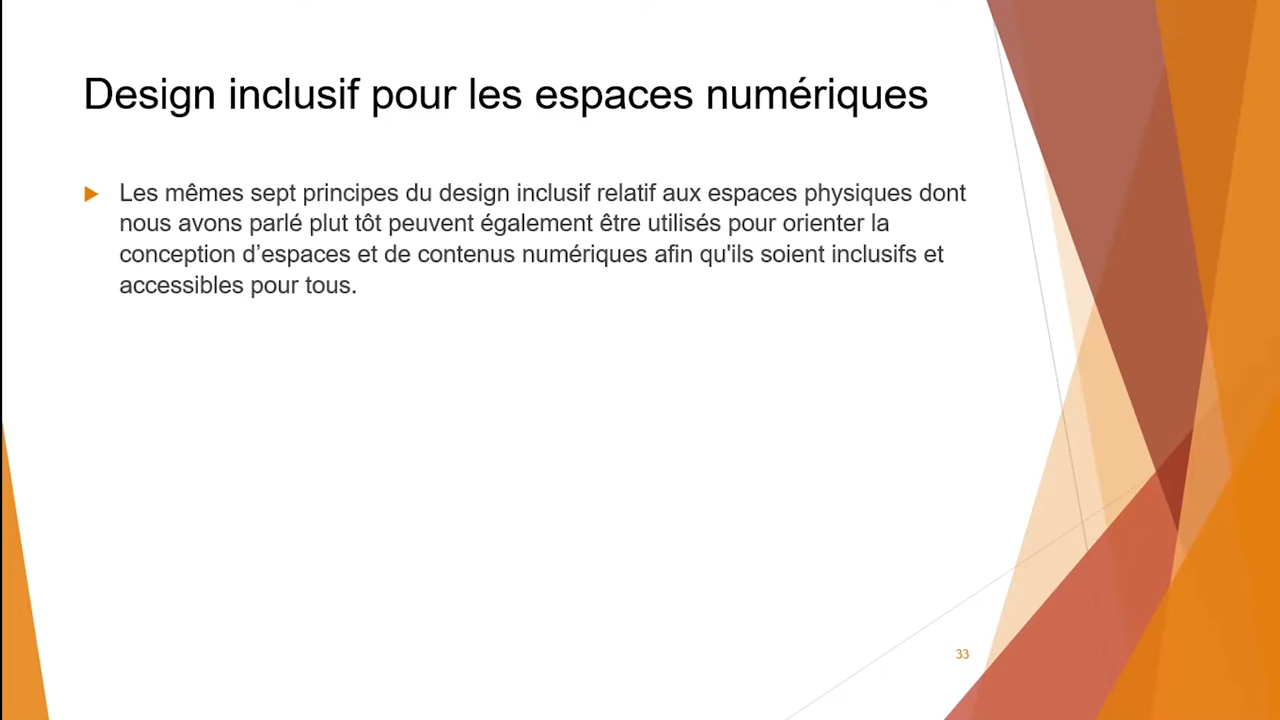 Design inclusif pour les espaces numériques
Les mêmes sept principes du design inclusif relatif aux espaces physiques dont
nous avons parlé plut tôt peuvent également être utilisés pour orienter la
conception d’espaces et de contenus numériques afin qu'ils soient inclusifs et
accessibles pour tous.
33